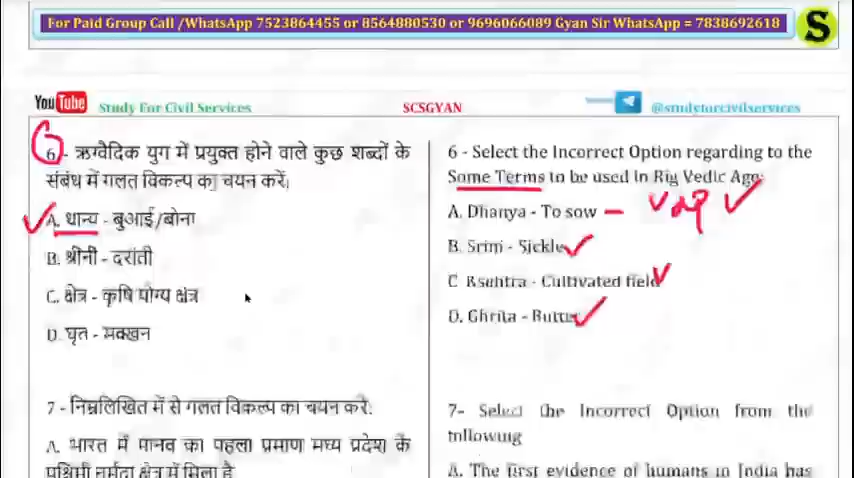 For Paid Group Call /WhatsApp 7523864455 or 8564880530 or 9696066089 Gyan Sir WhatsApp = 7838692618
S
YouTube Study For Civil Services SCSGYAN @studyforcivilservices
6 - ऋग्वैदिक युग में प्रयुक्त होने वाले कुछ शब्दों के
संबंध में गलत विकल्प का चयन करें।
A. धान्य - बुआई/बोना
B. श्रीनी - दरांती
C. क्षेत्र - कृषि योग्य क्षेत्र
D. घृत - मक्खन
7 - निम्नलिखित में से गलत विकल्प का चयन करें:
A. भारत में मानव का पहला प्रमाण मध्य प्रदेश के
पश्चिमी नर्मदा क्षेत्र में मिला है
6 - Select the Incorrect Option regarding to the
Some Terms to be used in Rig Vedic Age:
A. Dhanya - To sow
B. Srini - Sickle
C Ksehtra - Cultivated field
D. Ghrita - Butter
7- Select the Incorrect Option from the
following
A. The first evidence of humans in India has